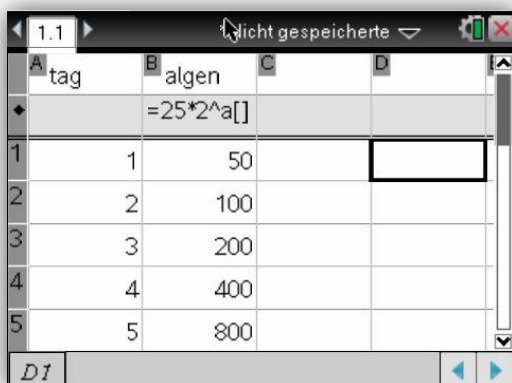 1.1 *Nicht gespeicherte
A tag B algen C D E
=25*2^a[]
1 1 50
2 2 100
3 3 200
4 4 400
5 5 800
D1